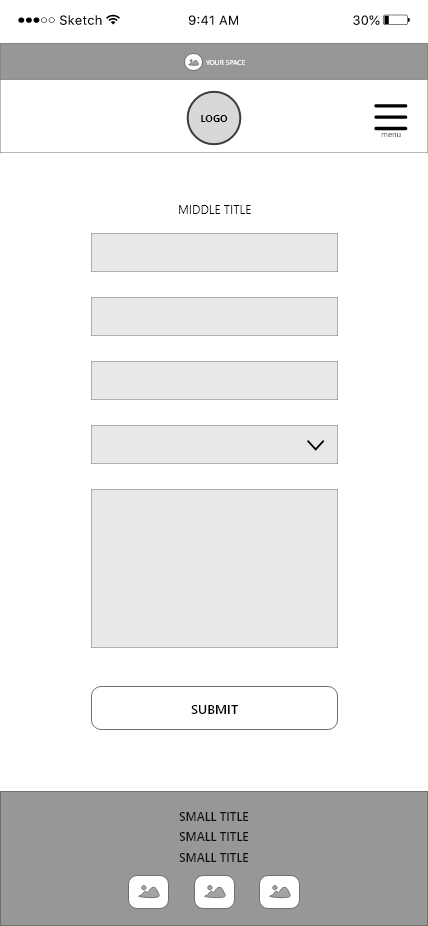 Sketch 9:41 AM 30%
YOUR SPACE
LOGO
menu
MIDDLE TITLE
SUBMIT
SMALL TITLE
SMALL TITLE
SMALL TITLE